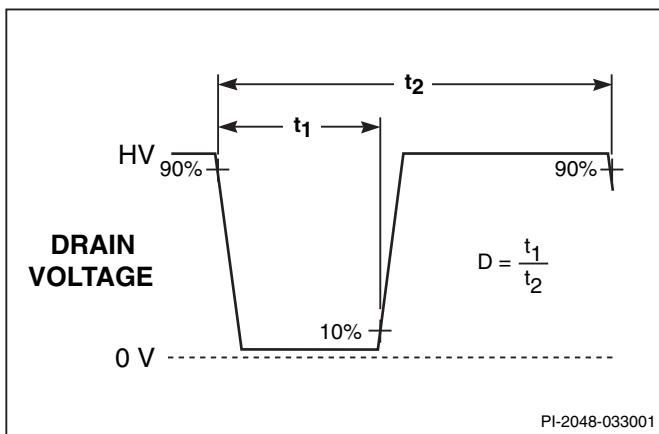 t2
t1
HV
90%
90%
DRAIN
VOLTAGE
D = t1
t2
10%
0 V
PI-2048-033001